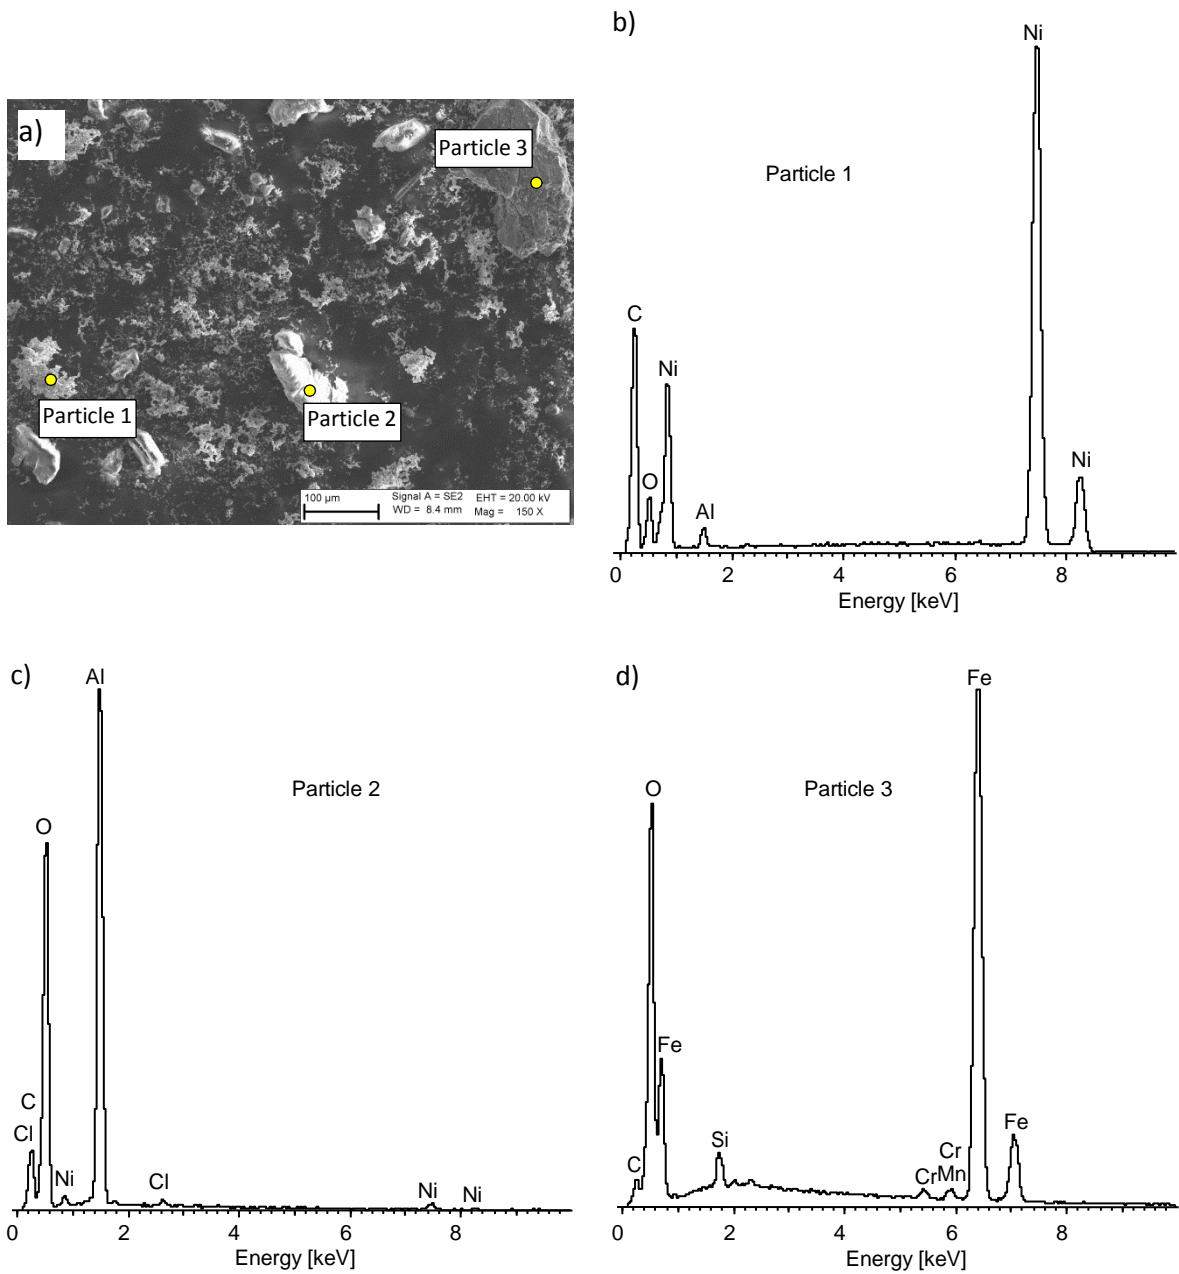 a)
Particle 3
Particle 1
Particle 2
100 µm
Signal A = SE2 EHT = 20.00 kV
WD = 8.4 mm Mag = 150 X
b)
Ni
Particle 1
C
Ni
O
Al
Ni
0 2 4 6 8
Energy [keV]
c)
Al
Particle 2
O
C
Cl
Ni
Cl
Ni Ni
0 2 4 6 8
Energy [keV]
d)
Fe
O
Particle 3
Fe
Si
C
Cr
Cr
Mn
Fe
0 2 4 6 8
Energy [keV]